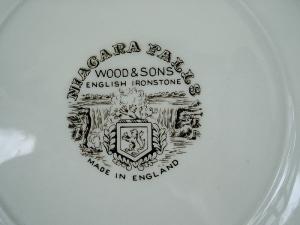 NIAGARA FALLS
WOOD & SONS
ENGLISH IRONSTONE
MADE IN ENGLAND